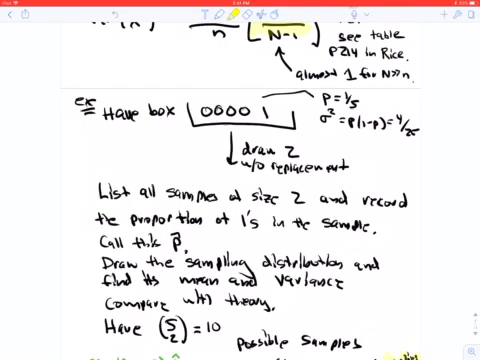 n
N-1
see table
P214 in Rice.
almost 1 for N≫n.
ex Have box 0000 1
p = 1/5
σ² = p(1-p) = 4/25
draw 2
w/o replacement
List all samples of size 2 and record
the proportion of 1's in the sample.
Call this p̂.
Draw the sampling distribution and
find its mean and variance
Compare with theory.
Have (5 2) = 10 possible samples